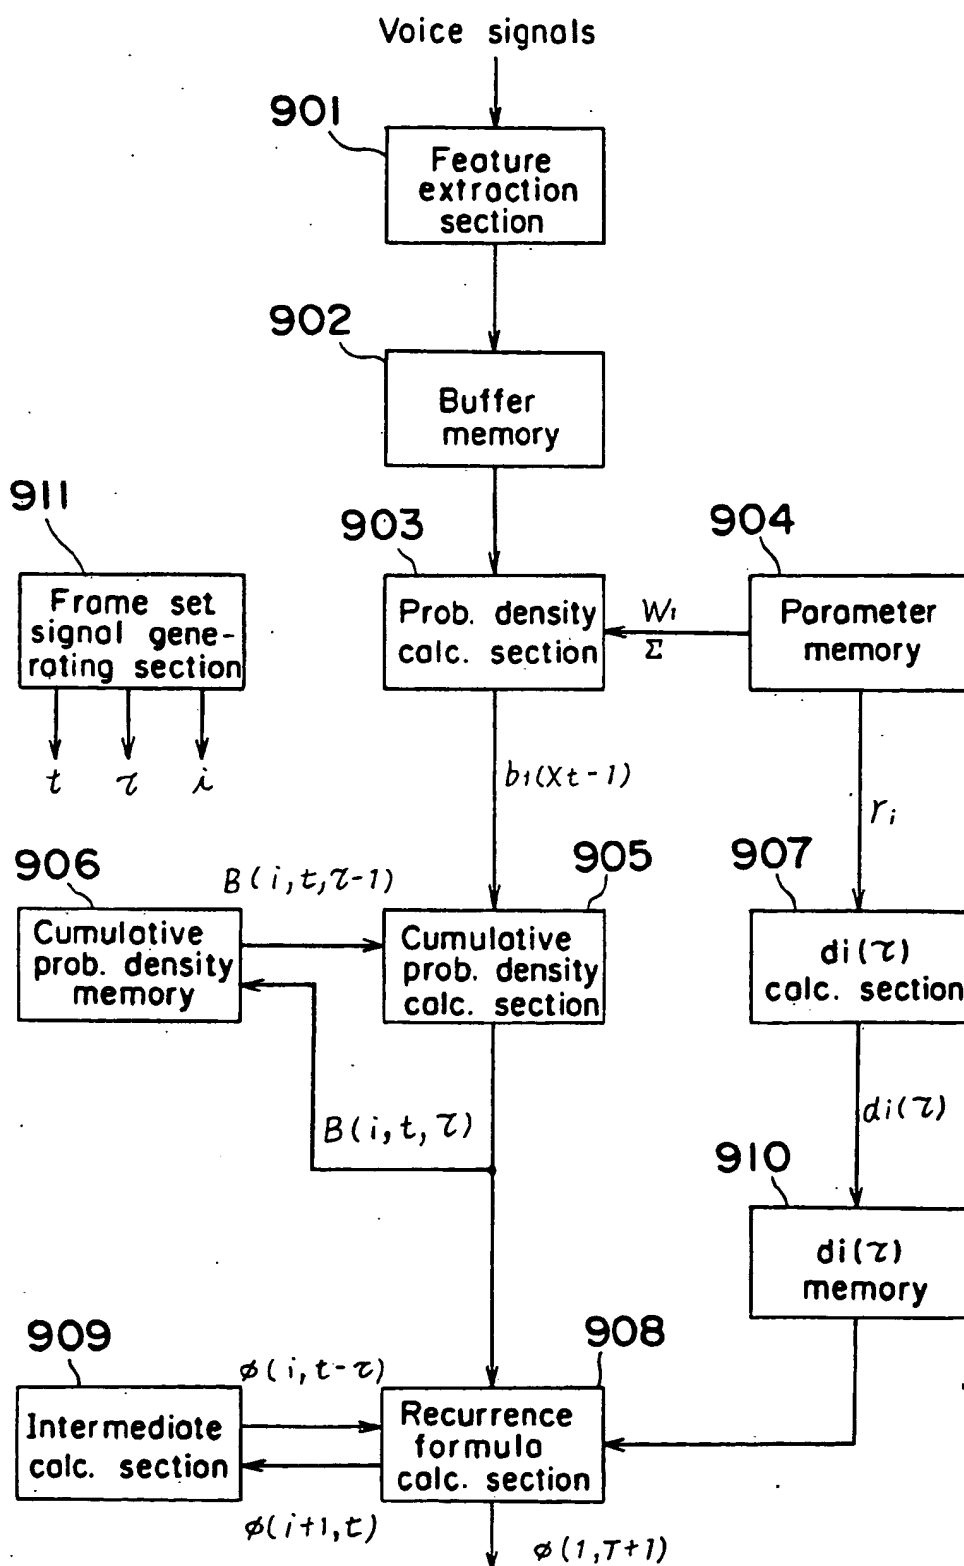 Voice signals
901
Feature
extraction
section
902
Buffer
memory
911
Frame set
signal gene-
rating section
t τ i
903
Prob. density
calc. section
W₁
Σ
904
Parameter
memory
b₁(Xt-1)
r i
906
Cumulative
prob. density
memory
B(i,t,τ-1)
905
Cumulative
prob. density
calc. section
907
di(τ)
calc. section
B(i,t,τ)
di(τ)
910
di(τ)
memory
909
Intermediate
calc. section
ø(i,t-τ)
908
Recurrence
formula
calc. section
ø(i+1,t)
ø(1,T+1)